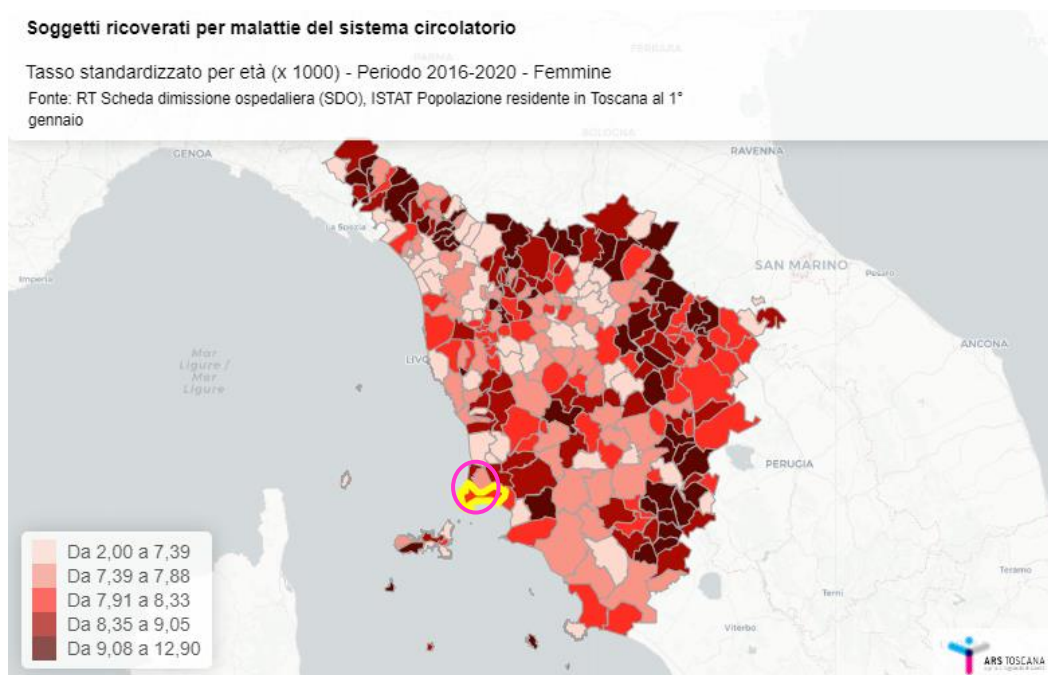 Soggetti ricoverati per malattie del sistema circolatorio
Tasso standardizzato per età (x 1000) - Periodo 2016-2020 - Femmine
Fonte: RT Scheda dimissione ospedaliera (SDO), ISTAT Popolazione residente in Toscana al 1°
gennaio
PARMA
FERRARA
BOLOGNA
GENOA
RAVENNA
La Spezia
Imperia
SAN MARINO
Pesaro
Mar
Ligure /
Mar
Ligure
LIVO
ANCONA
PERUGIA
Da 2,00 a 7,39
Da 7,39 a 7,88
Da 7,91 a 8,33
Da 8,35 a 9,05
Da 9,08 a 12,90
Teramo
Terni
Viterbo
ARS TOSCANA